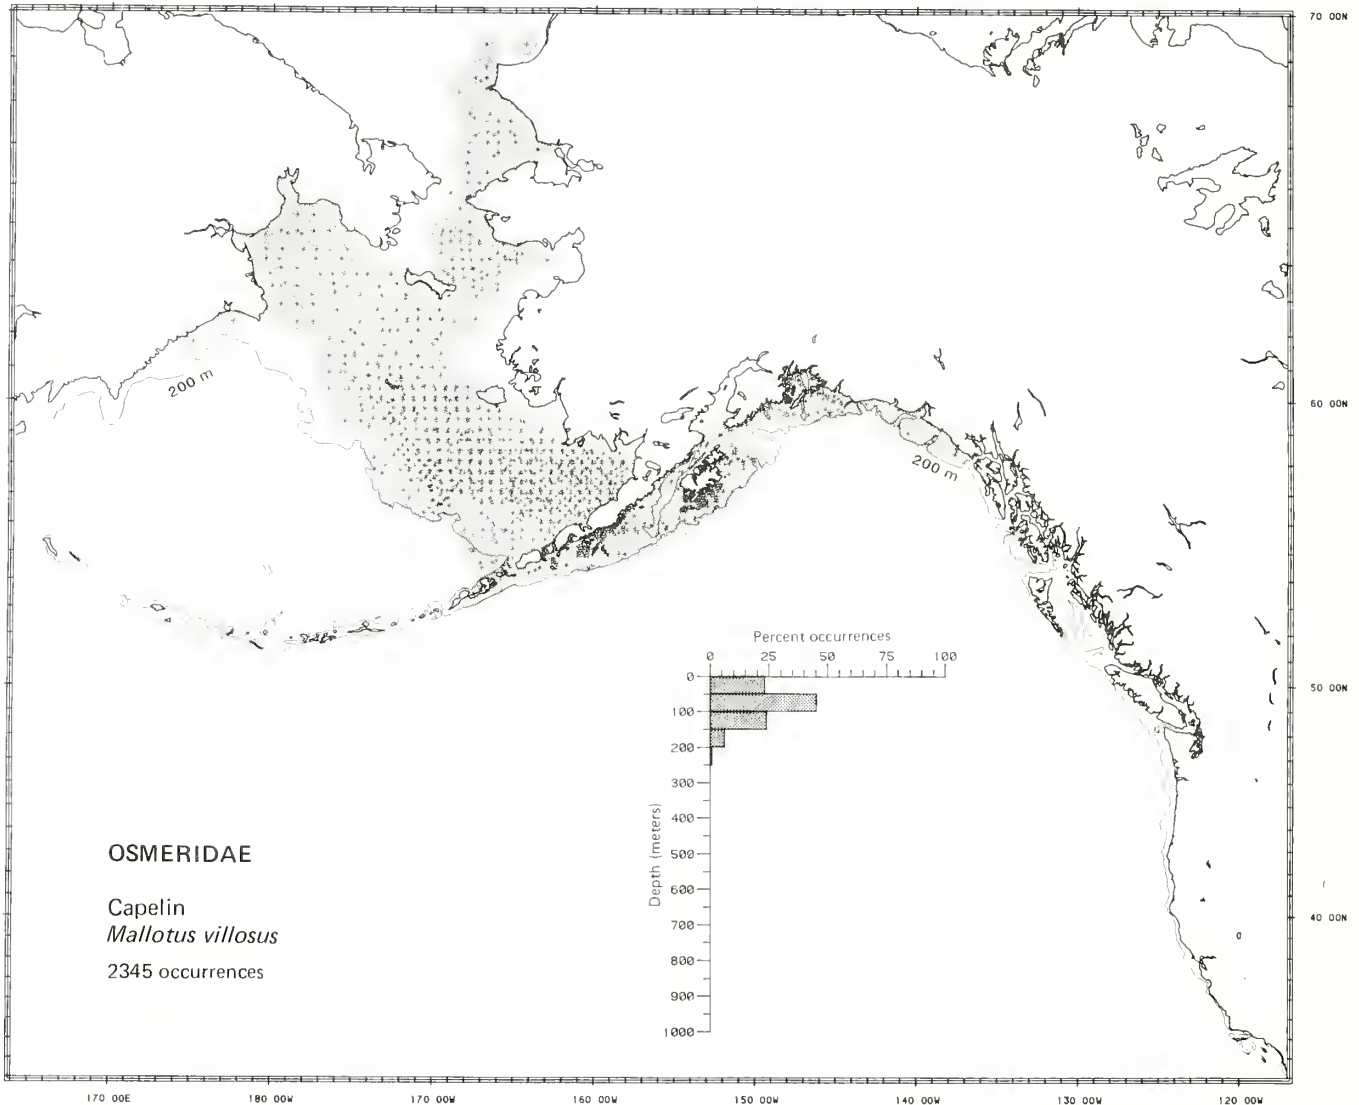 70 00N
200 m
60 00N
200 m
Percent occurrences
0 25 50 75 100
0
100
50 00N
200
300
400
500
600
700
800
900
1000
Depth (meters)
OSMERIDAE
Capelin
Mallotus villosus
2345 occurrences
40 00N
170 00E 180 00W 170 00W 160 00W 150 00W 140 00W 130 00W 120 00W